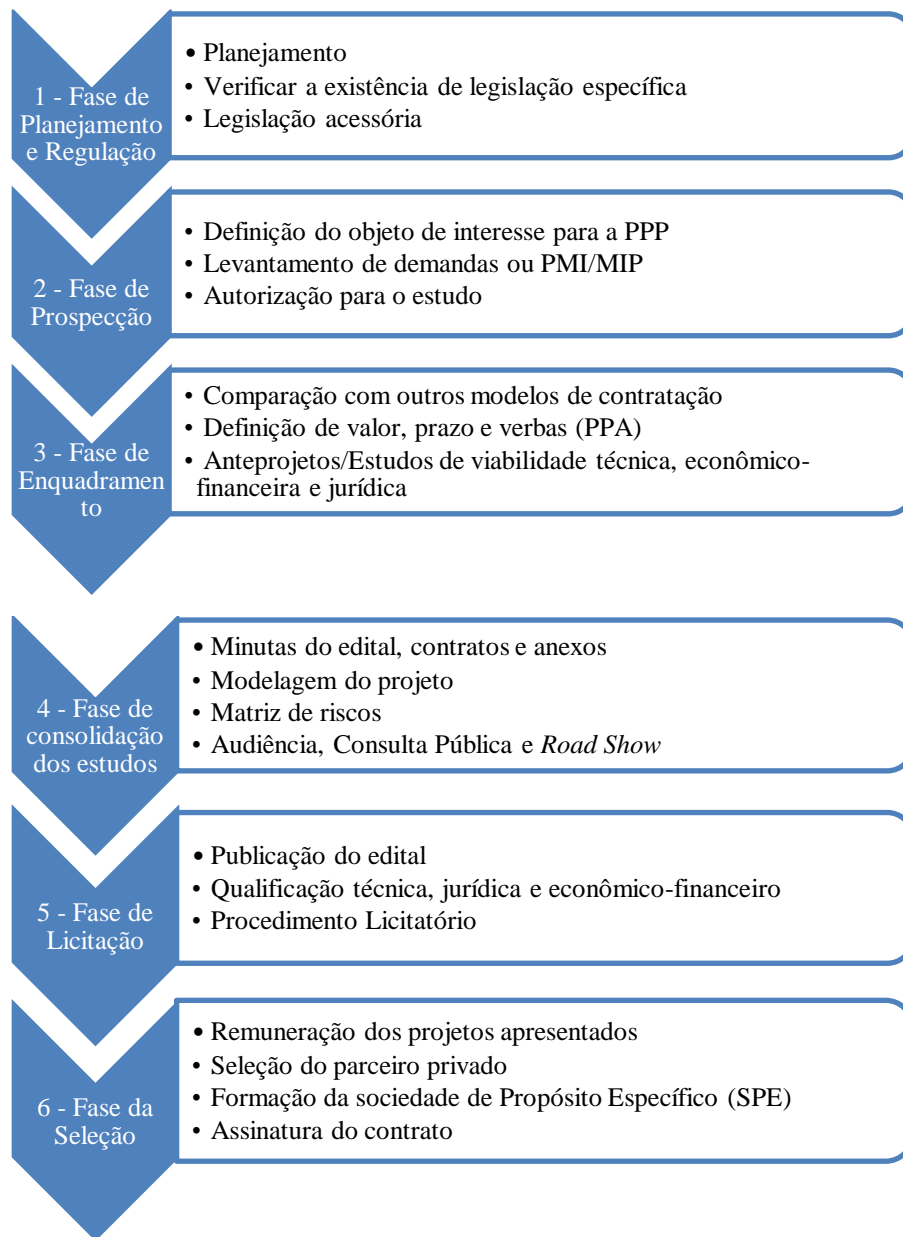 1 - Fase de
Planejamento
e Regulação
• Planejamento
• Verificar a existência de legislação específica
• Legislação acessória
2 - Fase de
Prospecção
• Definição do objeto de interesse para a PPP
• Levantamento de demandas ou PMI/MIP
• Autorização para o estudo
3 - Fase de
Enquadramen
to
• Comparação com outros modelos de contratação
• Definição de valor, prazo e verbas (PPA)
• Anteprojetos/Estudos de viabilidade técnica, econômico-
financeira e jurídica
4 - Fase de
consolidação
dos estudos
• Minutas do edital, contratos e anexos
• Modelagem do projeto
• Matriz de riscos
• Audiência, Consulta Pública e Road Show
5 - Fase de
Licitação
• Publicação do edital
• Qualificação técnica, jurídica e econômico-financeiro
• Procedimento Licitatório
6 - Fase da
Seleção
• Remuneração dos projetos apresentados
• Seleção do parceiro privado
• Formação da sociedade de Propósito Específico (SPE)
• Assinatura do contrato